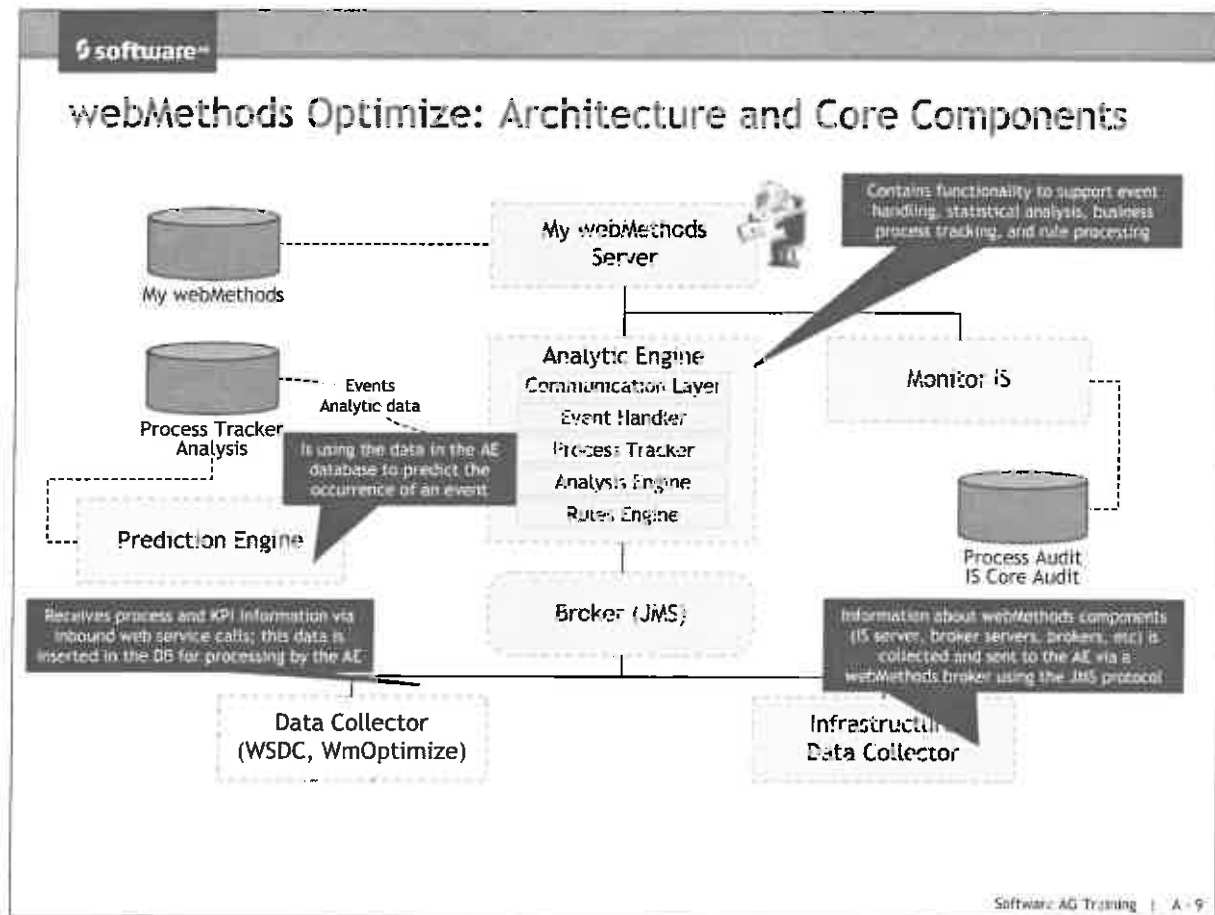 software AG
webMethods Optimize: Architecture and Core Components
My webMethods
Server
Contains functionality to support event
handling, statistical analysis, business
process tracking, and rule processing
My webMethods
Analytic Engine
Communication Layer
Event Handler
Process Tracker
Analysis Engine
Rules Engine
Monitor IS
Events
Analytic data
Process Tracker
Analysis
Is using the data in the AE
database to predict the
occurrence of an event
Prediction Engine
Process Audit
IS Core Audit
Broker (JMS)
Receives process and KPI information via
inbound web service calls; this data is
inserted in the DB for processing by the AE
Information about webMethods components
(IS server, broker servers, brokers, etc) is
collected and sent to the AE via a
webMethods broker using the JMS protocol
Data Collector
(WSDC, WmOptimize)
Infrastructure
Data Collector
Software AG Training | A - 9